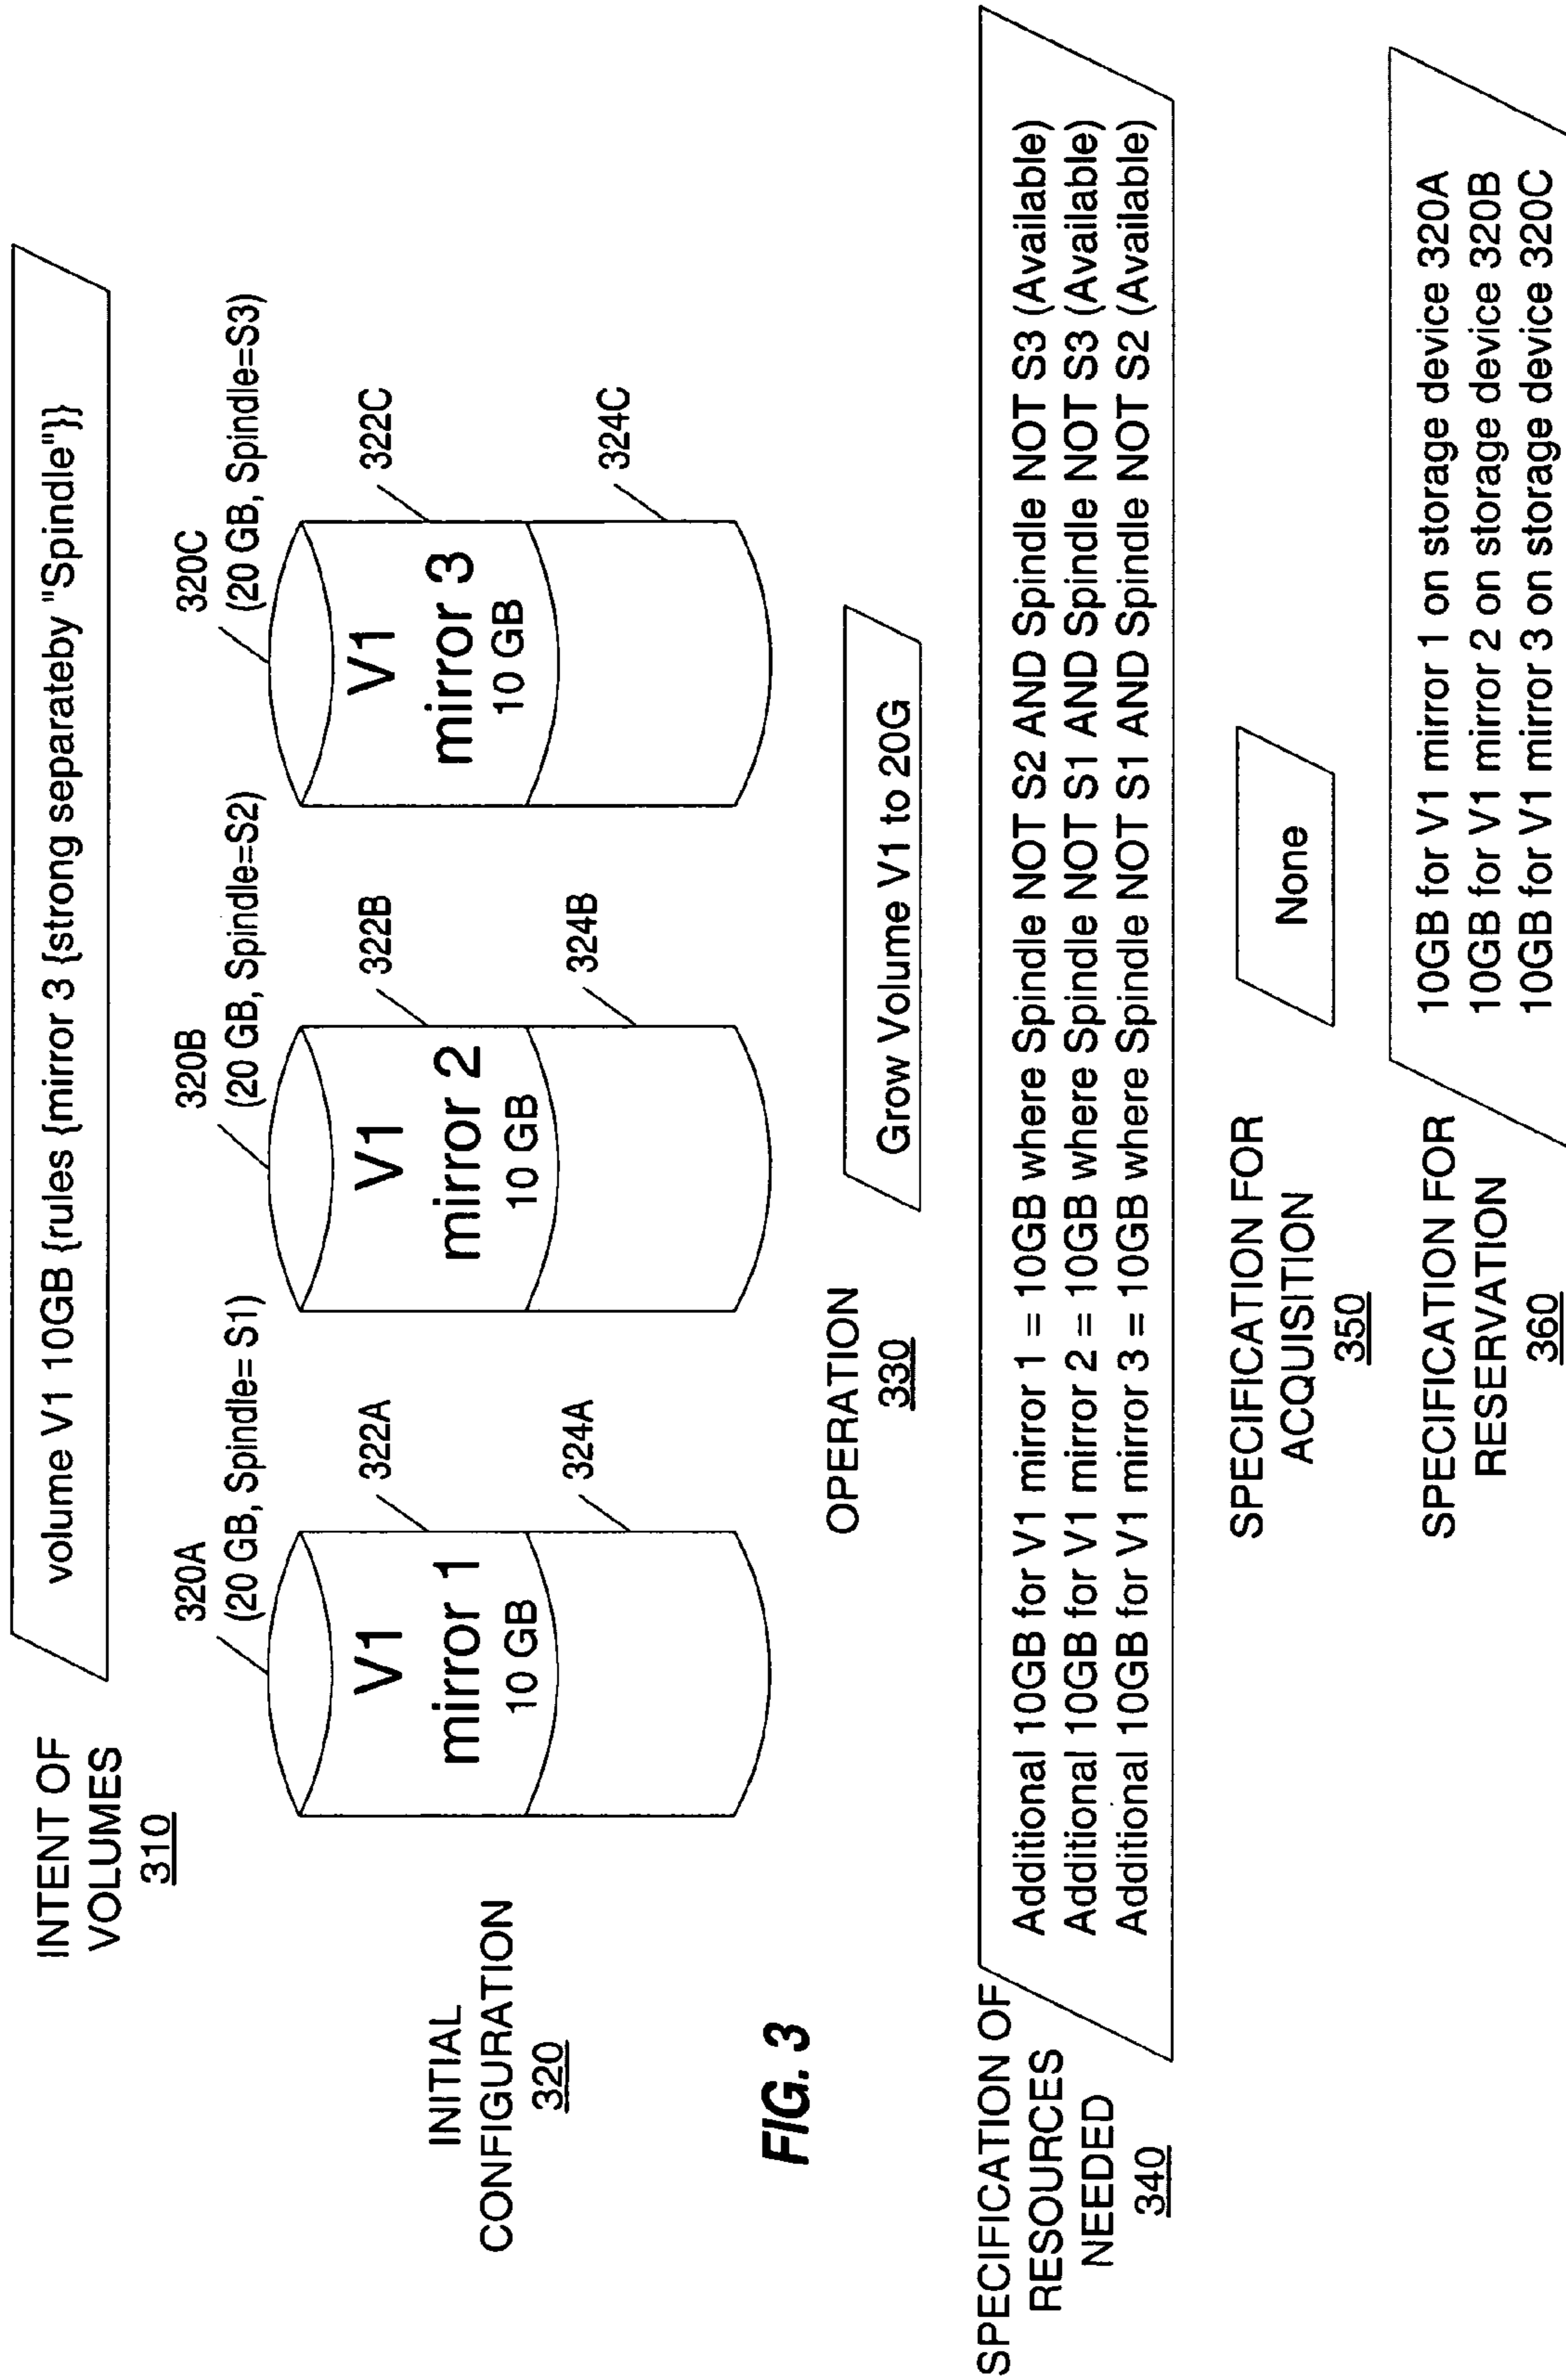 INTENT OF
VOLUMES
310
volume V1 10GB {rules {mirror 3 {strong separateby "Spindle"}}
320A
(20 GB, Spindle= S1)
320B
(20 GB, Spindle=S2)
320C
(20 GB, Spindle=S3)
INITIAL
CONFIGURATION
320
V1
mirror 1
10 GB
322A
324A
V1
mirror 2
10 GB
322B
324B
V1
mirror 3
10 GB
322C
324C
FIG. 3
OPERATION
330
Grow Volume V1 to 20G
SPECIFICATION OF
RESOURCES
NEEDED
340
Additional 10GB for V1 mirror 1 = 10GB where Spindle NOT S2 AND Spindle NOT S3 (Available)
Additional 10GB for V1 mirror 2 = 10GB where Spindle NOT S1 AND Spindle NOT S3 (Available)
Additional 10GB for V1 mirror 3 = 10GB where Spindle NOT S1 AND Spindle NOT S2 (Available)
SPECIFICATION FOR
ACQUISITION
350
None
SPECIFICATION FOR
RESERVATION
360
10GB for V1 mirror 1 on storage device 320A
10GB for V1 mirror 2 on storage device 320B
10GB for V1 mirror 3 on storage device 320C